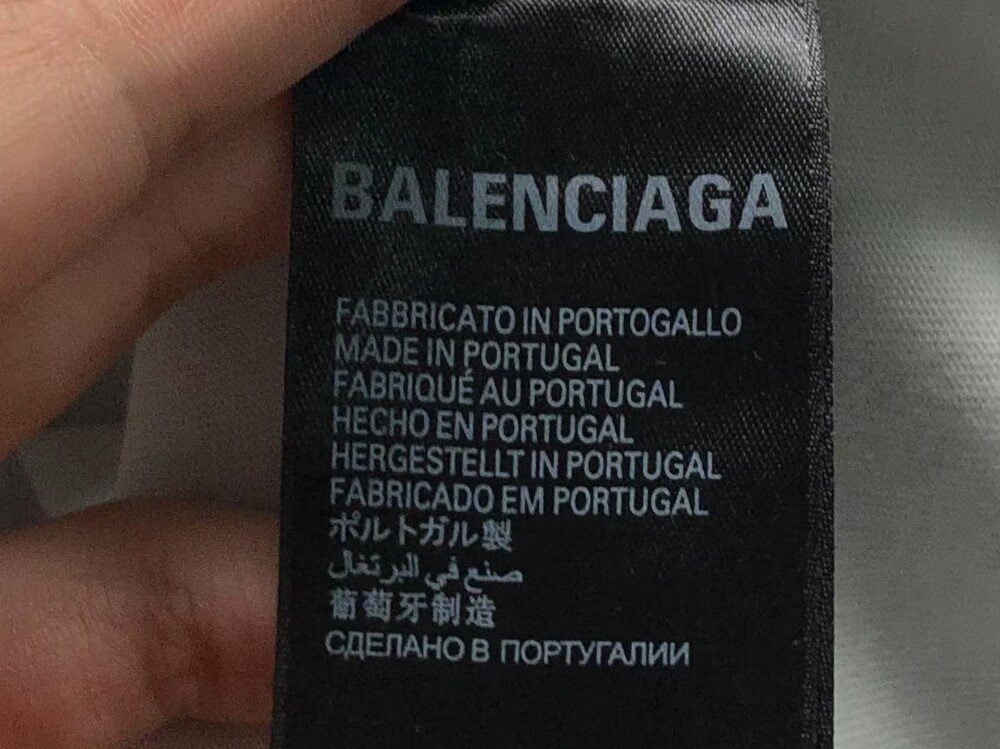 BALENCIAGA
FABBRICATO IN PORTOGALLO
MADE IN PORTUGAL
FABRIQUÉ AU PORTUGAL
HECHO EN PORTUGAL
HERGESTELLT IN PORTUGAL
FABRICADO EM PORTUGAL
ポルトガル製
صنع في البرتغال
葡萄牙制造
СДЕЛАНО В ПОРТУГАЛИИ